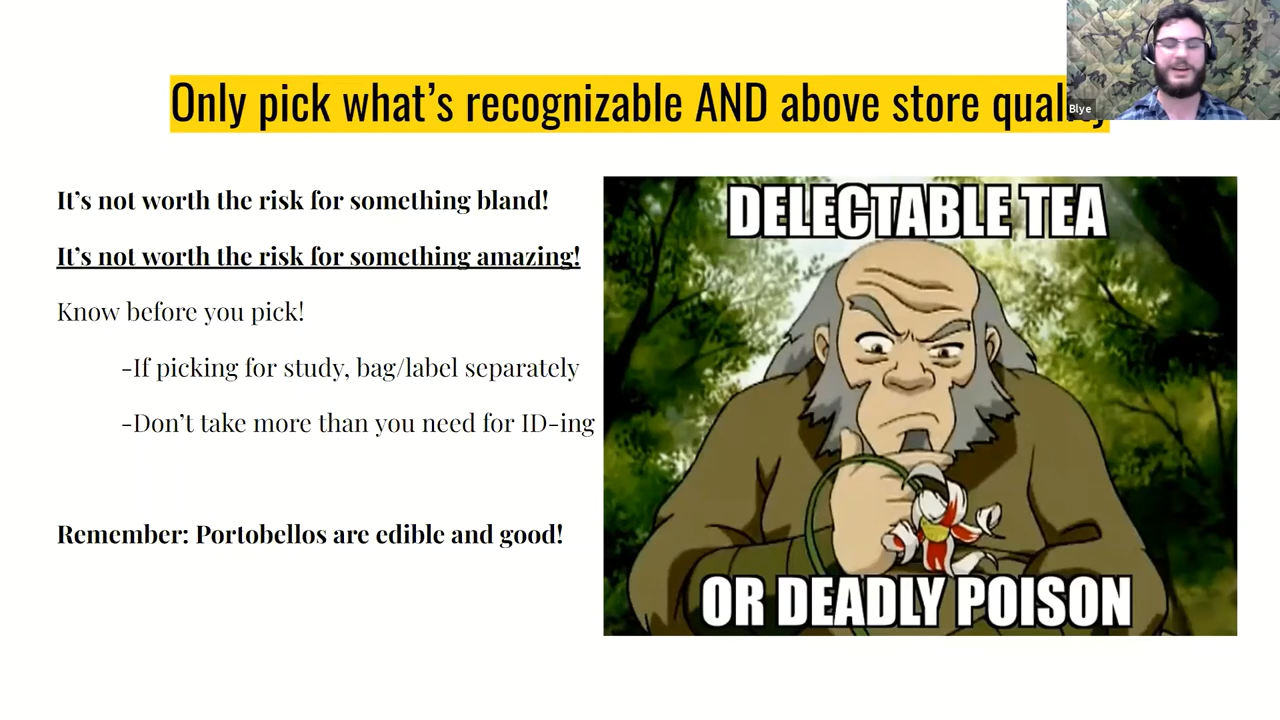 Only pick what's recognizable AND above store quality
Blye
It's not worth the risk for something bland!
It's not worth the risk for something amazing!
Know before you pick!
-If picking for study, bag/label separately
-Don't take more than you need for ID-ing
Remember: Portobellos are edible and good!
DELECTABLE TEA
OR DEADLY POISON